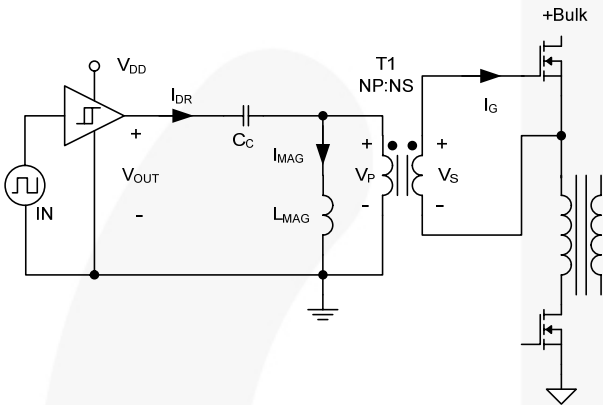 +Bulk
T1
NP:NS
VDD
IDR
IG
CC
+
VOUT
-
IN
IMAG
LMAG
+
VP
-
+
VS
-